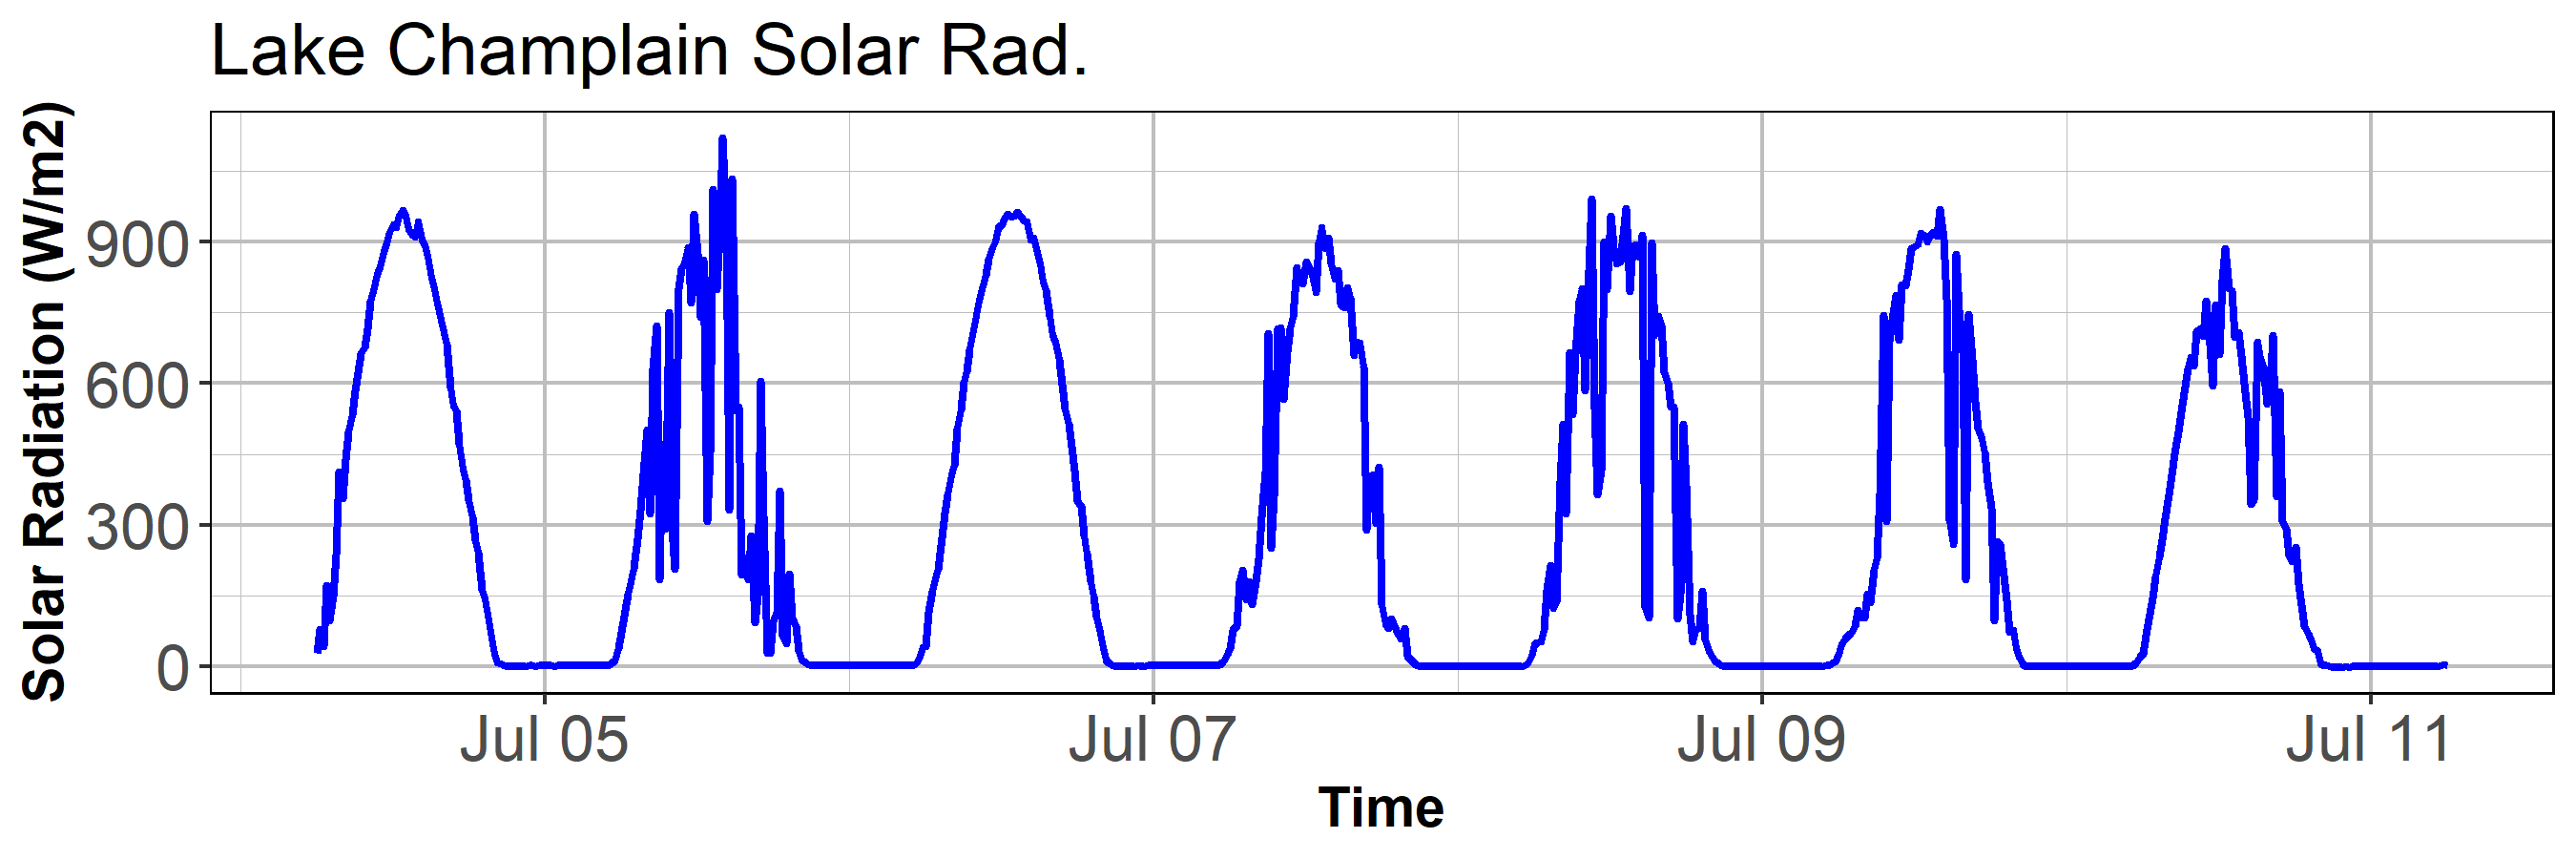 Lake Champlain Solar Rad.
Solar Radiation (W/m2)
900
600
300
0
Jul 05 Jul 07 Jul 09 Jul 11
Time